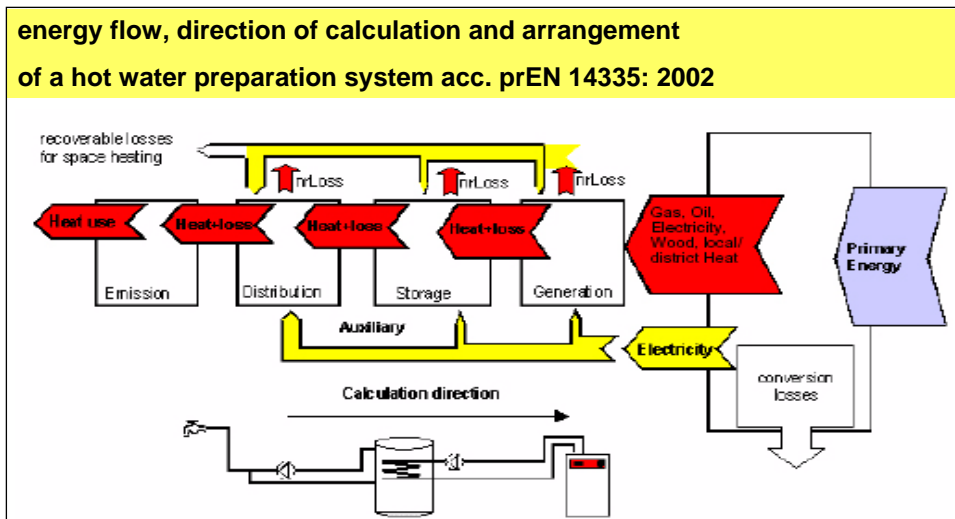 energy flow, direction of calculation and arrangement
of a hot water preparation system acc. prEN 14335: 2002
recoverable losses
for space heating
nrLoss
nrLoss
nrLoss
Heat use
Heat+loss
Heat+loss
Heat+loss
Gas, Oil,
Electricity,
Wood, local/
district Heat
Primary
Energy
Emission
Distribution
Storage
Generation
Auxiliary
Electricity
conversion
losses
Calculation direction